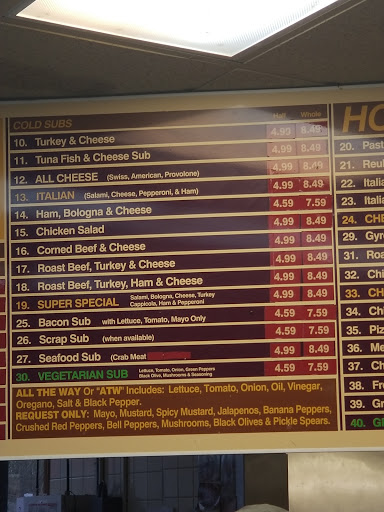 COLD SUBS Half Whole
10. Turkey & Cheese 4.99 8.49
11. Tuna Fish & Cheese Sub 4.99 8.49
12. ALL CHEESE (Swiss, American, Provolone) 4.99 8.49
13. ITALIAN (Salami, Cheese, Pepperoni, & Ham) 4.99 8.49
14. Ham, Bologna & Cheese 4.59 7.59
15. Chicken Salad 4.99 8.49
16. Corned Beef & Cheese 4.99 8.49
17. Roast Beef, Turkey & Cheese 4.99 8.49
18. Roast Beef, Turkey, Ham & Cheese 4.99 8.49
19. SUPER SPECIAL Salami, Bologna, Cheese, Turkey
Cappicola, Ham & Pepperoni 4.99 8.49
25. Bacon Sub with Lettuce, Tomato, Mayo Only 4.59 7.59
26. Scrap Sub (when available) 4.59 7.59
27. Seafood Sub (Crab Meat 4.99 8.49
30. VEGETARIAN SUB Lettuce, Tomato, Onion, Green Peppers
Black Olive, Mushrooms & Seasoning 4.59 7.59
ALL THE WAY Or "ATW" Includes: Lettuce, Tomato, Onion, Oil, Vinegar,
Oregano, Salt & Black Pepper.
REQUEST ONLY: Mayo, Mustard, Spicy Mustard, Jalapenos, Banana Peppers,
Crushed Red Peppers, Bell Peppers, Mushrooms, Black Olives & Pickle Spears.
HO
20. Past
21. Reu
22. Itali
23. Itali
24. CHI
29. Gyr
31. Roa
32. Chi
33. CHI
34. Chi
35. Piz
36. Me
37. Ch
38. Fr
39. Gr
40. G